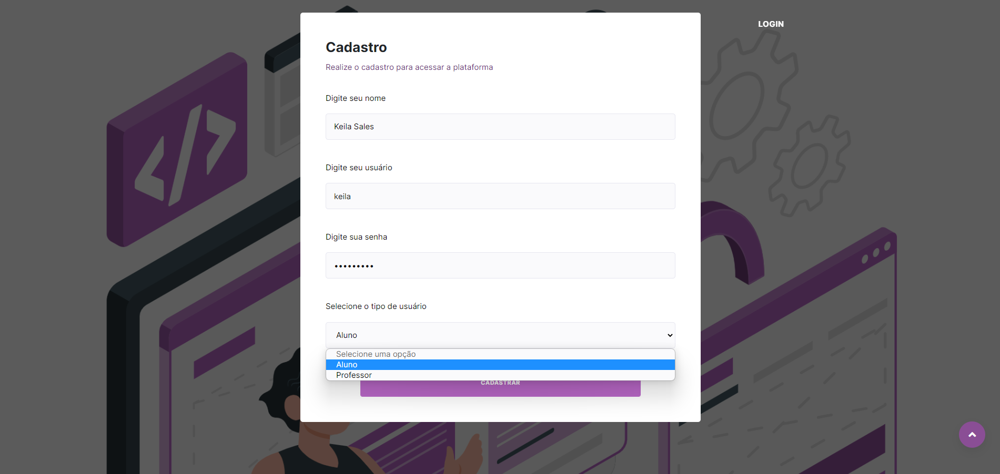 LOGIN
Cadastro
Realize o cadastro para acessar a plataforma
Digite seu nome
Keila Sales
Digite seu usuário
keila
Digite sua senha
•••••••••
Selecione o tipo de usuário
Aluno
Selecione uma opção
Aluno
Professor
CADASTRAR